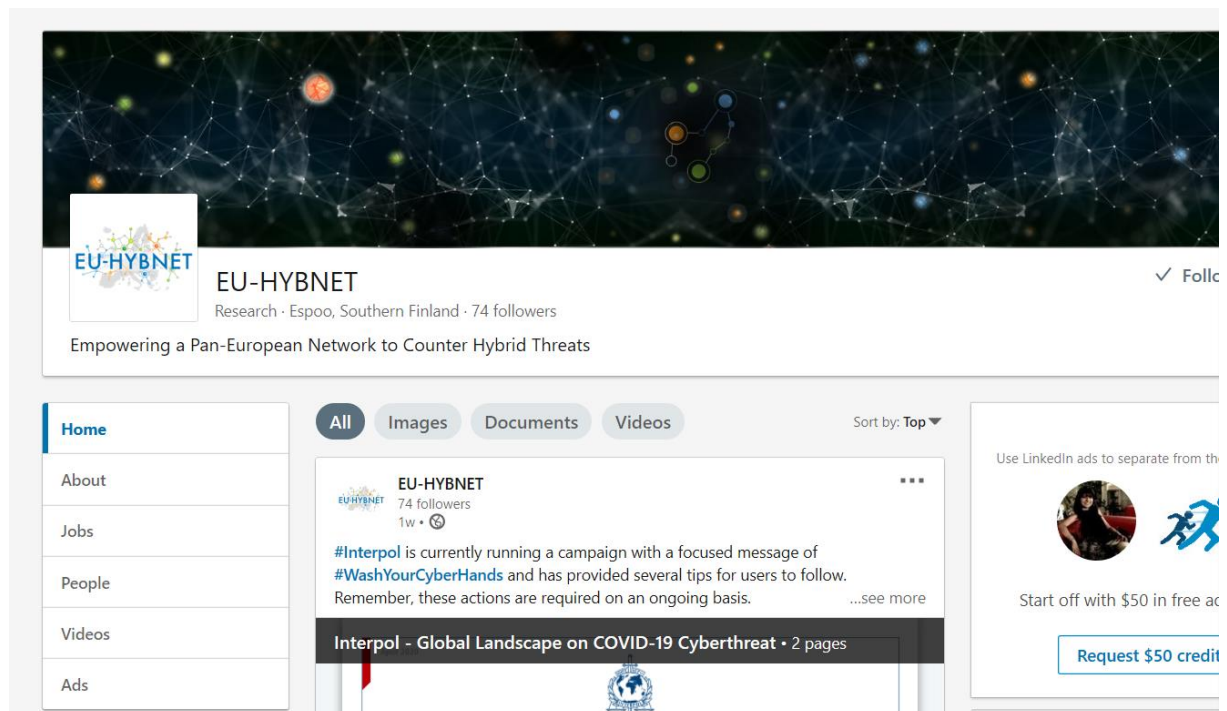 EU-HYBNET
EU-HYBNET
Research · Espoo, Southern Finland · 74 followers
Empowering a Pan-European Network to Counter Hybrid Threats
✓ Follo
Home
About
Jobs
People
Videos
Ads
All
Images
Documents
Videos
Sort by: Top
EU-HYBNET
EU-HYBNET
74 followers
1w •
#Interpol is currently running a campaign with a focused message of
#WashYourCyberHands and has provided several tips for users to follow.
Remember, these actions are required on an ongoing basis. ...see more
Interpol - Global Landscape on COVID-19 Cyberthreat • 2 pages
Use LinkedIn ads to separate from the
Start off with $50 in free ad
Request $50 credit